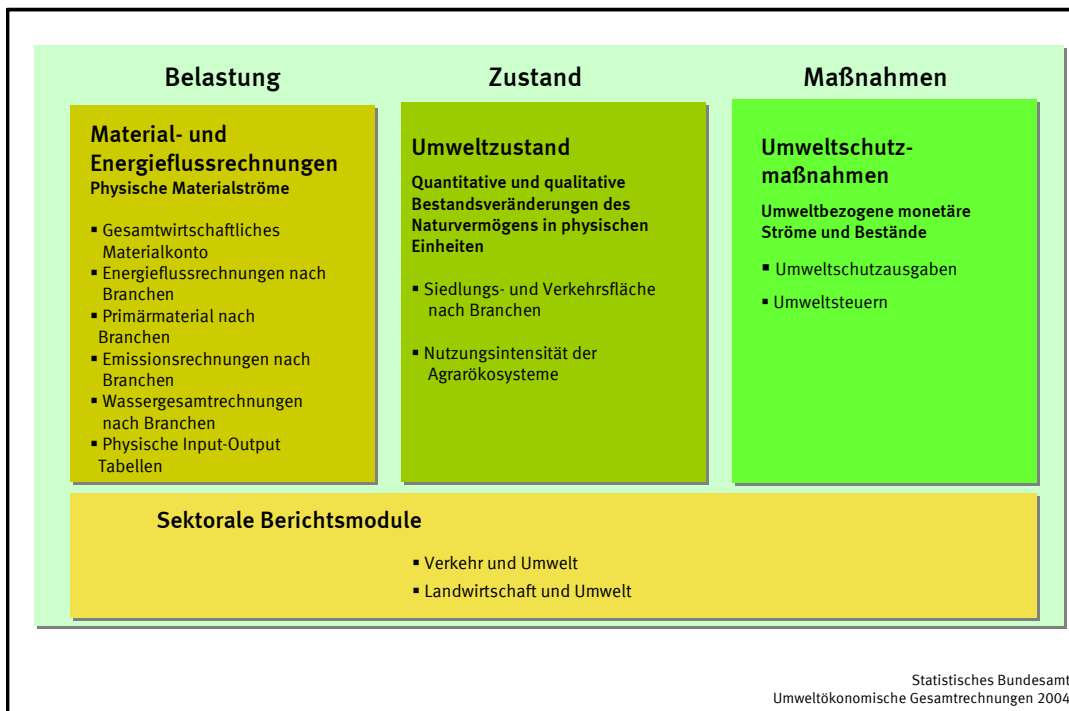 Belastung
Material- und
Energieflussrechnungen
Physische Materialströme
▪ Gesamtwirtschaftliches
Materialkonto
▪ Energieflussrechnungen nach
Branchen
▪ Primärmaterial nach
Branchen
▪ Emissionsrechnungen nach
Branchen
▪ Wassergesamtrechnungen
nach Branchen
▪ Physische Input-Output
Tabellen
Zustand
Umweltzustand
Quantitative und qualitative
Bestandsveränderungen des
Naturvermögens in physischen
Einheiten
▪ Siedlungs- und Verkehrsfläche
nach Branchen
▪ Nutzungsintensität der
Agrarökosysteme
Maßnahmen
Umweltschutz-
maßnahmen
Umweltbezogene monetäre
Ströme und Bestände
▪ Umweltschutzausgaben
▪ Umweltsteuern
Sektorale Berichtsmodule
▪ Verkehr und Umwelt
▪ Landwirtschaft und Umwelt
Statistisches Bundesamt
Umweltökonomische Gesamtrechnungen 2004